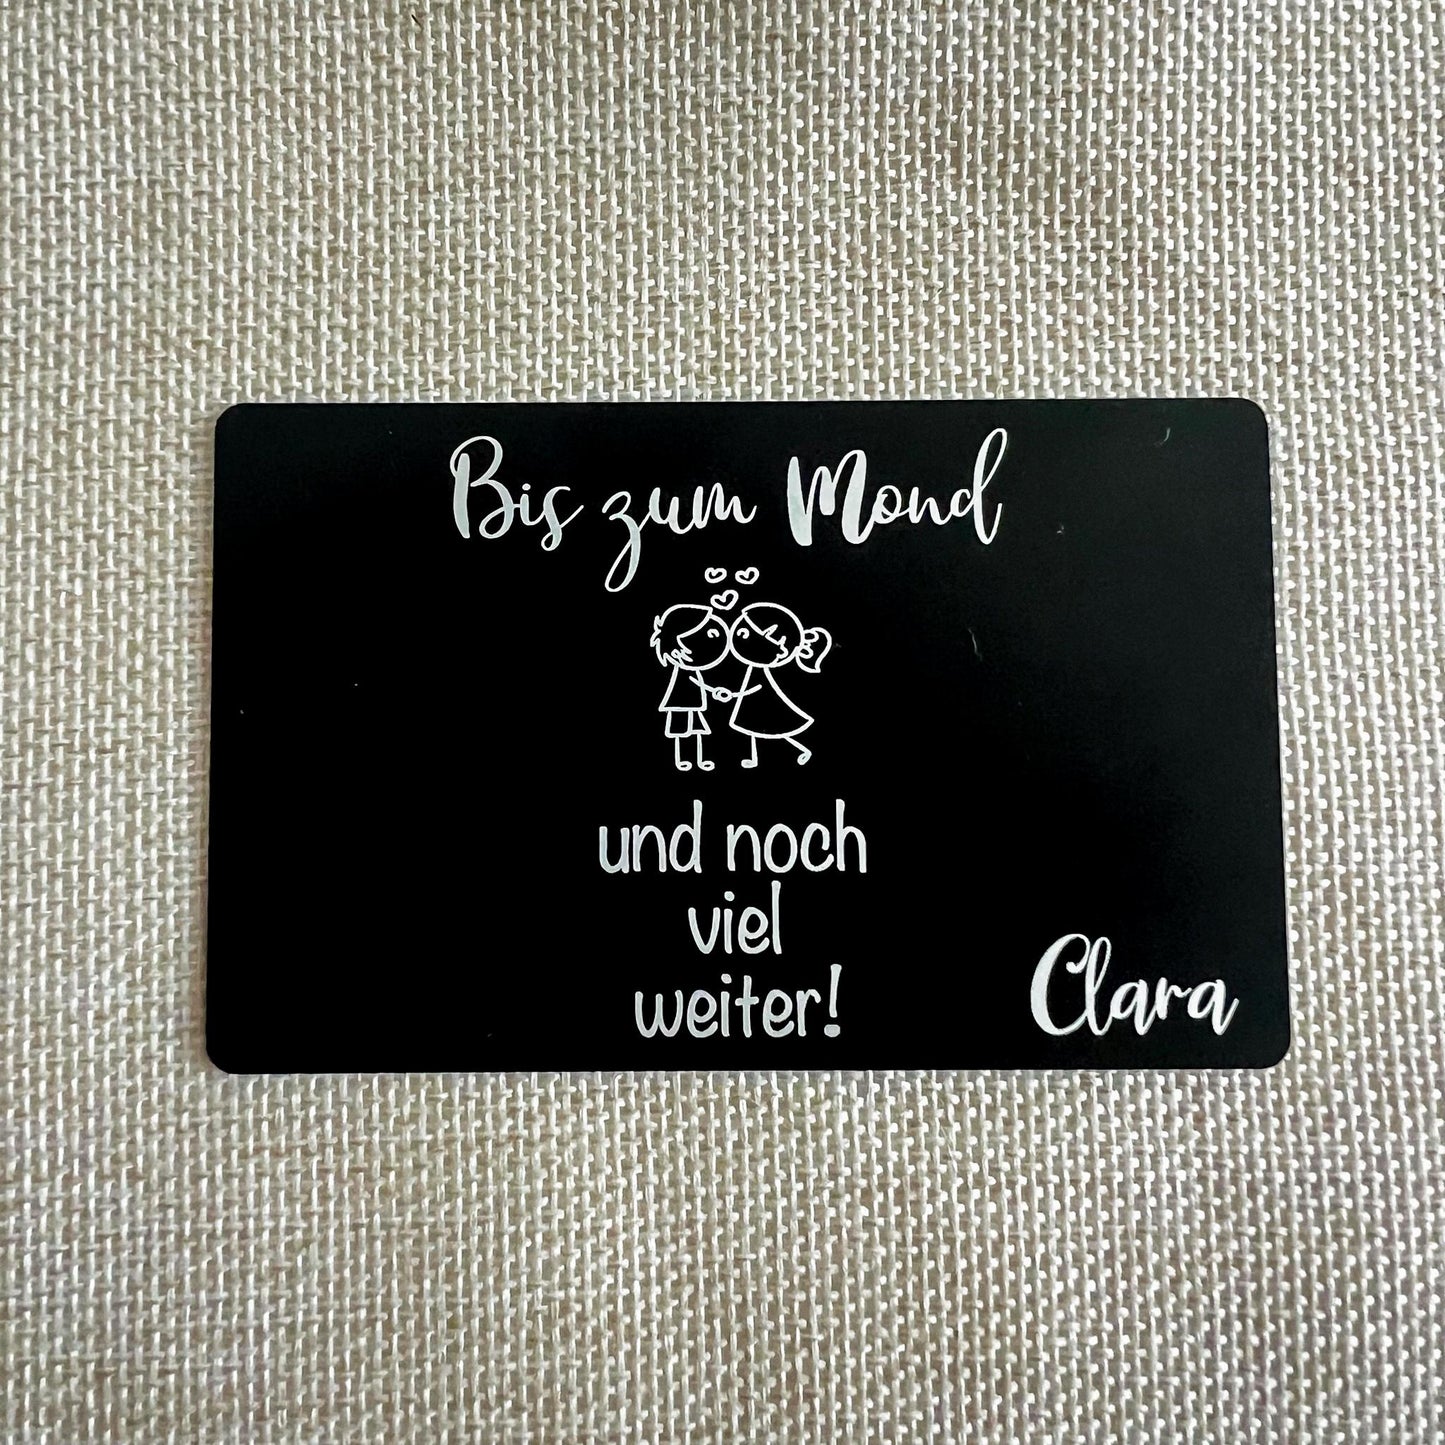 Bis zum Mond
und noch
viel
weiter!
Clara